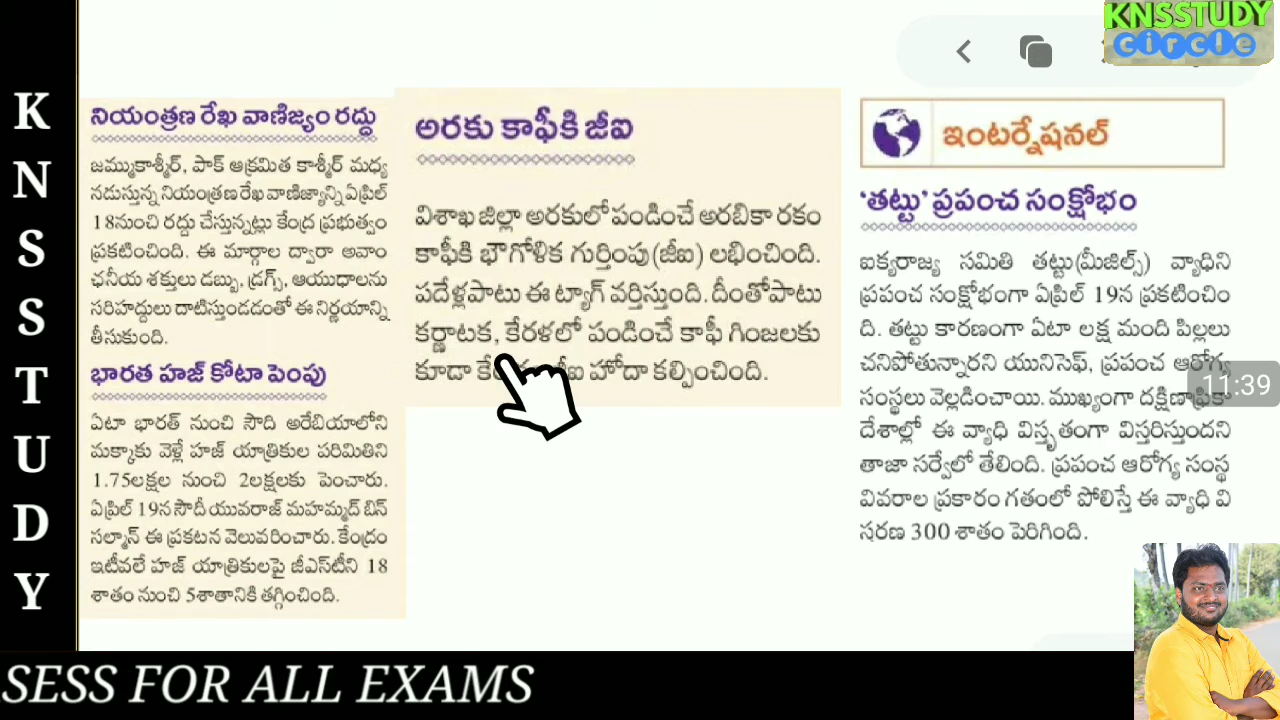 KNSSTUDY
circle
KNSSTUDY
నియంత్రణ రేఖ వాణిజ్యం రద్దు
జమ్ముకాశ్మీర్, పాక్ ఆక్రమిత కాశ్మీర్ మధ్య
నడుస్తున్న నియంత్రణ రేఖ వాణిజ్యాన్ని ఏప్రిల్
18నుంచి రద్దు చేస్తున్నట్లు కేంద్ర ప్రభుత్వం
ప్రకటించింది. ఈ మార్గాల ద్వారా అవాం
ఛనీయ శక్తులు డబ్బు, డ్రగ్స్, ఆయుధాలను
సరిహద్దులు దాటిస్తుండడంతో ఈ నిర్ణయాన్ని
తీసుకుంది.
భారత హజ్ కోటా పెంపు
ఏటా భారత్ నుంచి సౌది అరేబియాలోని
మక్కాకు వెళ్లే హజ్ యాత్రికుల పరిమితిని
1.75లక్షల నుంచి 2లక్షలకు పెంచారు.
ఏప్రిల్ 19న సౌదీ యువరాజ్ మహమ్మద్ బిన్
సల్మాన్ ఈ ప్రకటన వెలువరించారు. కేంద్రం
ఇటీవలే హజ్ యాత్రికులపై జీఎస్‌టీని 18
శాతం నుంచి 5శాతానికి తగ్గించింది.
అరకు కాఫీకి జీఐ
విశాఖ జిల్లా అరకులో పండించే అరబికా రకం
కాఫీకి భౌగోళిక గుర్తింపు(జీఐ) లభించింది.
పదేళ్లపాటు ఈ ట్యాగ్ వర్తిస్తుంది. దీంతోపాటు
కర్ణాటక, కేరళలో పండించే కాఫీ గింజలకు
కూడా హోదా కల్పించింది.
ఇంటర్నేషనల్
‘తట్టు’ ప్రపంచ సంక్షోభం
ఐక్యరాజ్య సమితి తట్టు(మీజిల్స్) వ్యాధిని
ప్రపంచ సంక్షోభంగా ఏప్రిల్ 19న ప్రకటించిం
ది. తట్టు కారణంగా ఏటా లక్ష మంది పిల్లలు
చనిపోతున్నారని యునిసెఫ్, ప్రపంచ ఆరోగ్య
సంస్థలు వెల్లడించాయి. ముఖ్యంగా దక్షిణాఫ్రికా
దేశాల్లో ఈ వ్యాధి విస్తృతంగా విస్తరిస్తుందని
తాజా సర్వేలో తేలింది. ప్రపంచ ఆరోగ్య సంస్థ
వివరాల ప్రకారం గతంలో పోలిస్తే ఈ వ్యాధి వి
స్తరణ 300 శాతం పెరిగింది.
11:39
SESS FOR ALL EXAMS